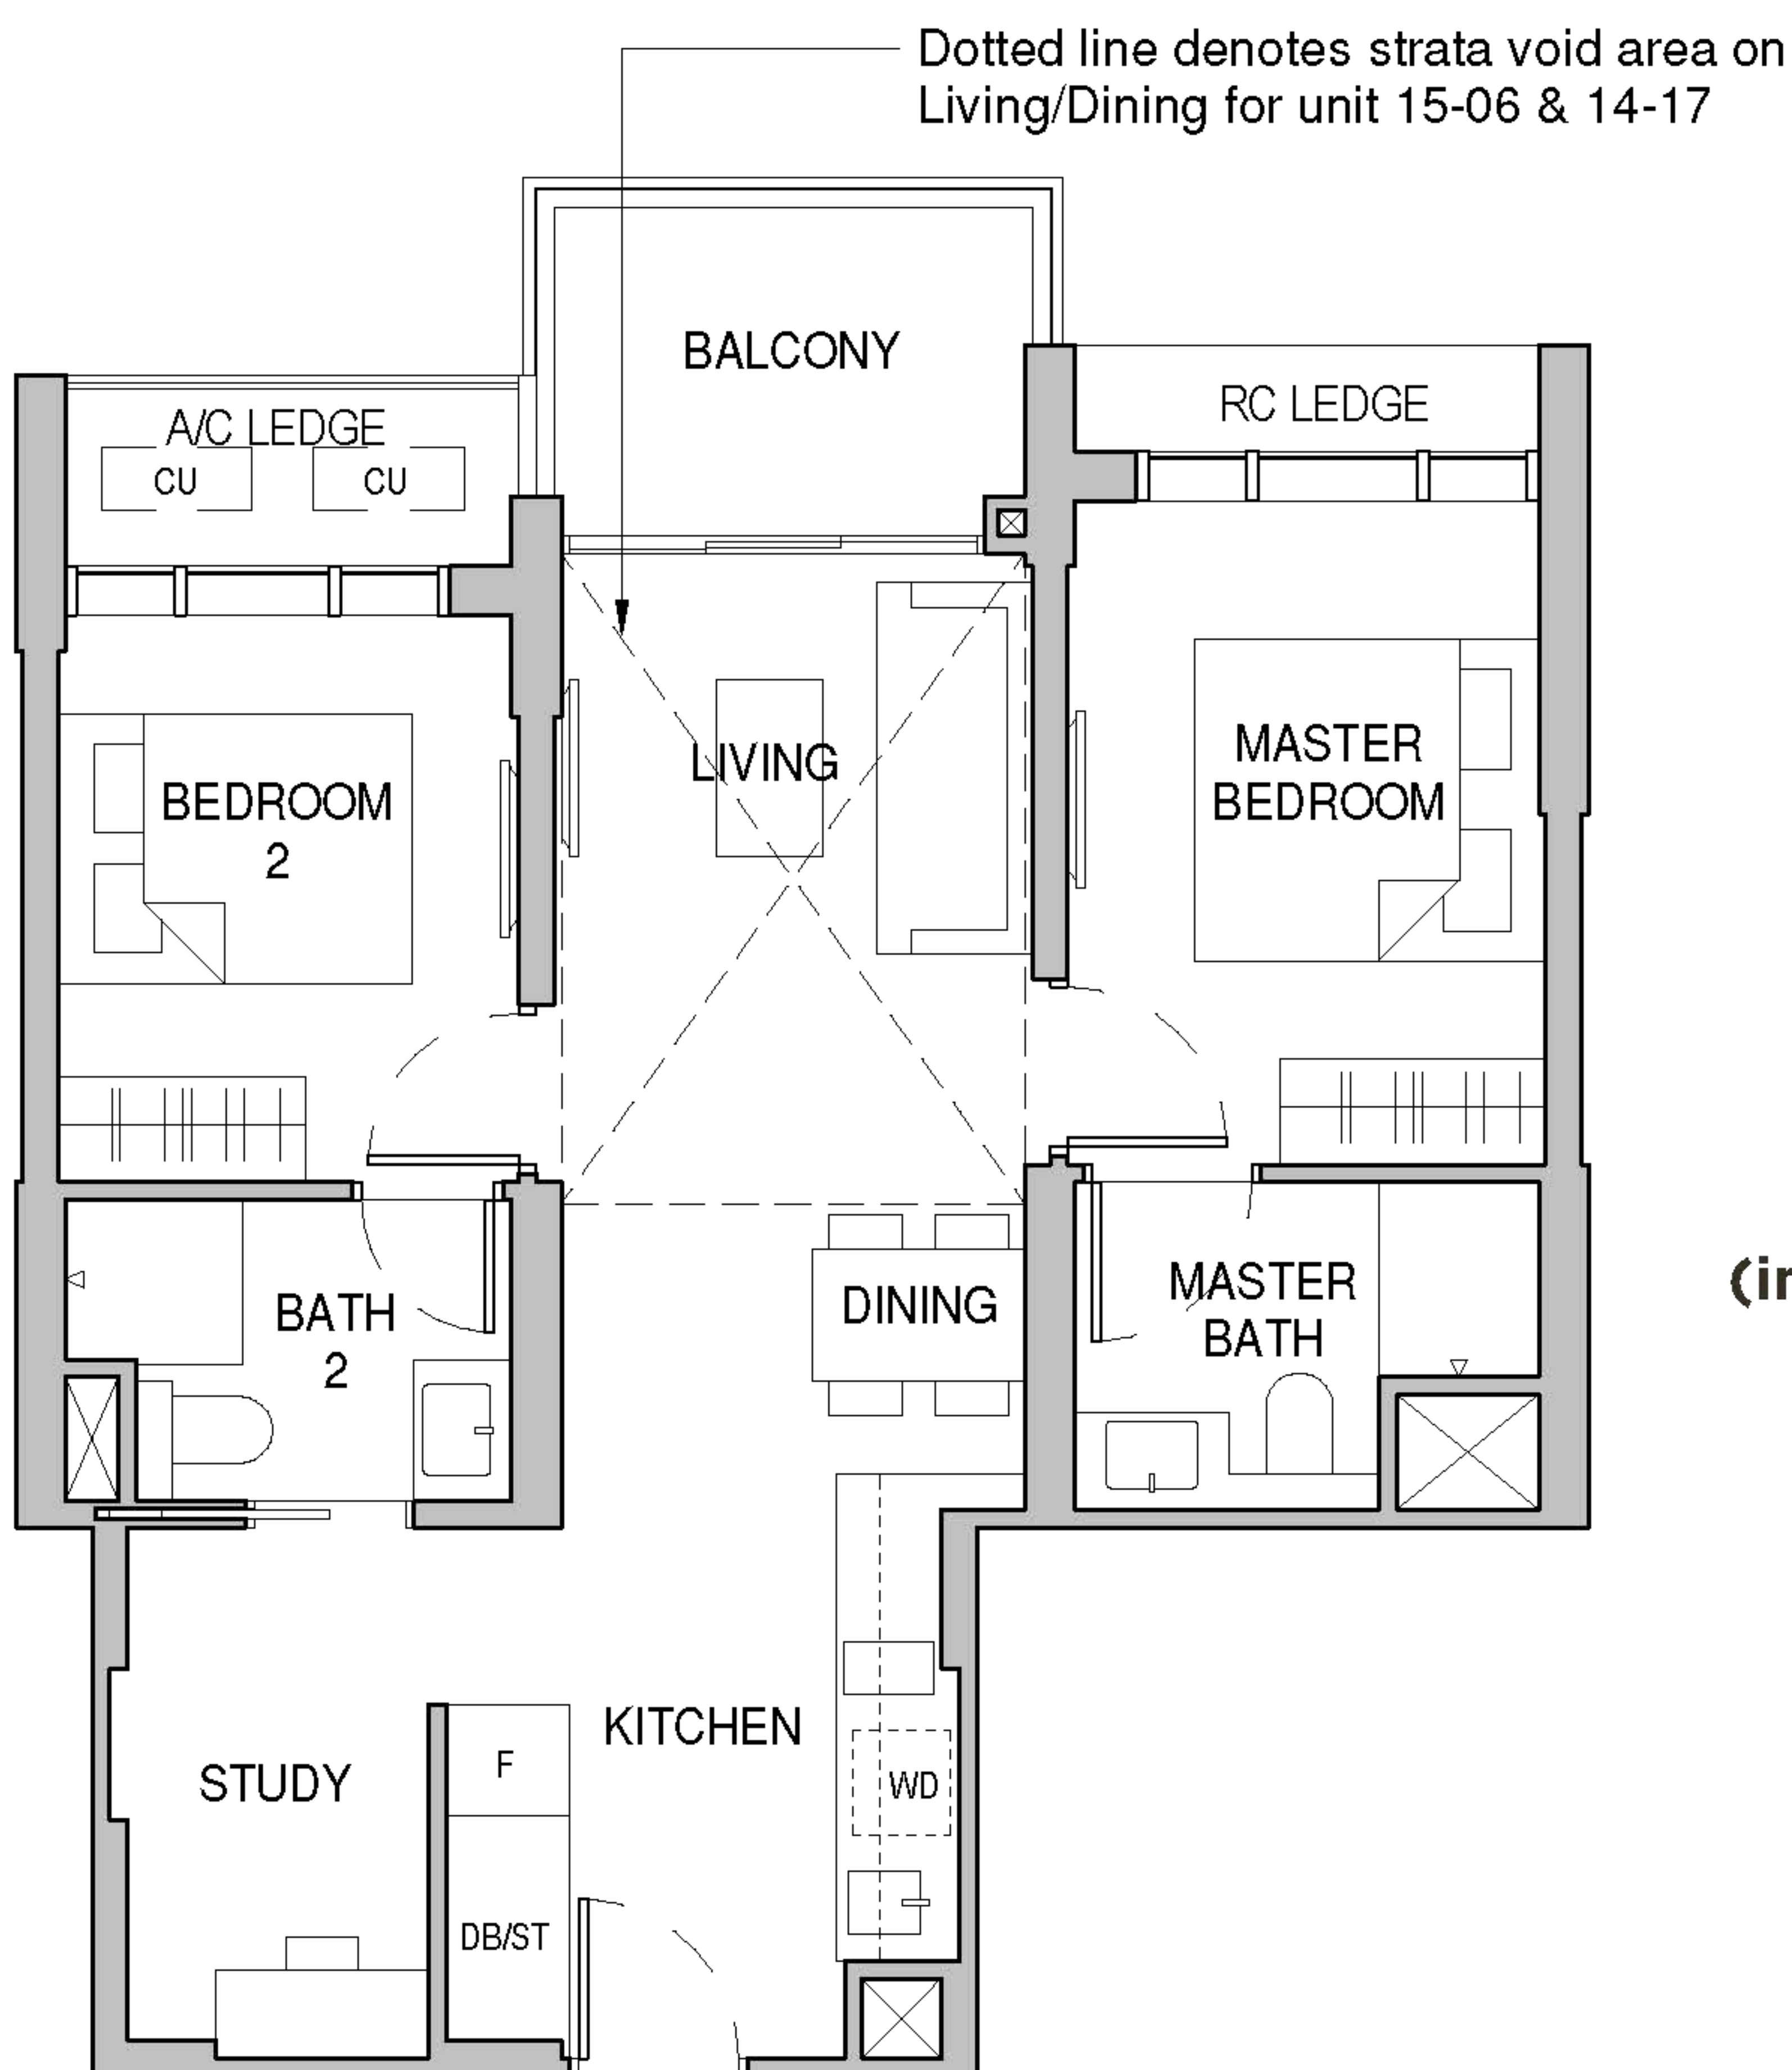 Dotted line denotes strata void area on
Living/Dining for unit 15-06 & 14-17
BALCONY
RC LEDGE
A/C LEDGE
CU
CU
LIVING
MASTER
BEDROOM
BEDROOM
2
MASTER
BATH
DINING
BATH
2
KITCHEN
STUDY
F
WD
DB/ST